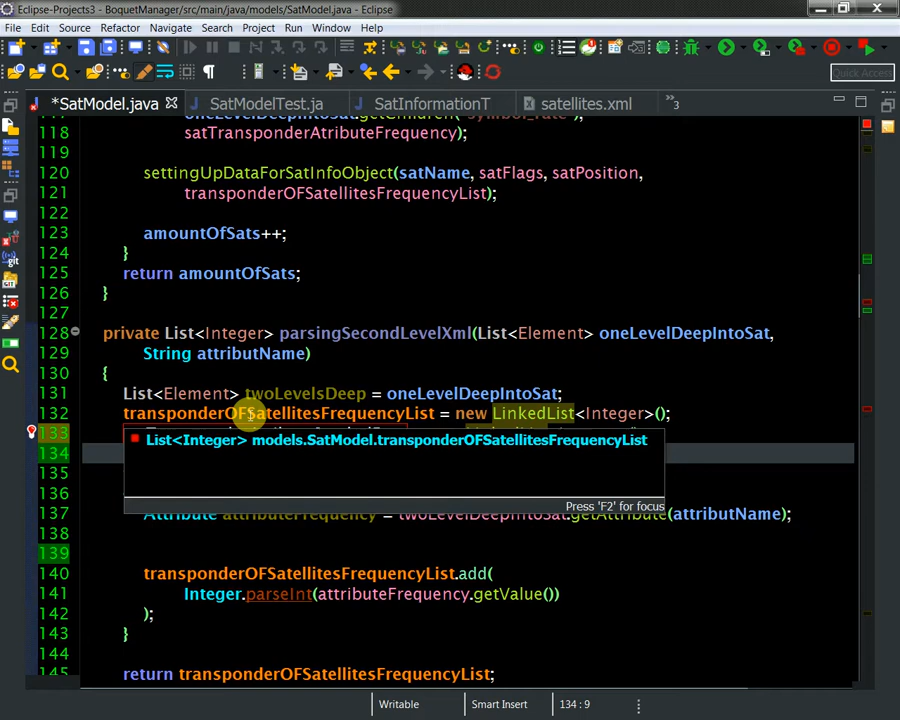 Eclipse-Projects3 - BoquetManager/src/main/java/models/SatModel.java - Eclipse
File Edit Source Refactor Navigate Search Project Run Window Help
Quick Access
*SatModel.java SatModelTest.ja SatInformationT satellites.xml »3
118 satTransponderAtributeFrequency);
119
120 settingUpDataForSatInfoObject(satName, satFlags, satPosition,
121 transponderOFSatellitesFrequencyList);
122
123 amountOfSats++;
124 }
125 return amountOfSats;
126 }
127
128 private List<Integer> parsingSecondLevelXml(List<Element> oneLevelDeepIntoSat,
129 String attributName)
130 {
131 List<Element> twoLevelsDeep = oneLevelDeepIntoSat;
132 transponderOFSatellitesFrequencyList = new LinkedList<Integer>();
133
List<Integer> models.SatModel.transponderOFSatellitesFrequencyList
134
135
136
Press 'F2' for focus
137 Attribute attributeFrequency = twoLevelDeepIntoSat.getAttribute(attributName);
139
140 transponderOFSatellitesFrequencyList.add(
141 Integer.parseInt(attributeFrequency.getValue())
142 );
143 }
144
145 return transponderOFSatellitesFrequencyList;
Writable Smart Insert 134 : 9